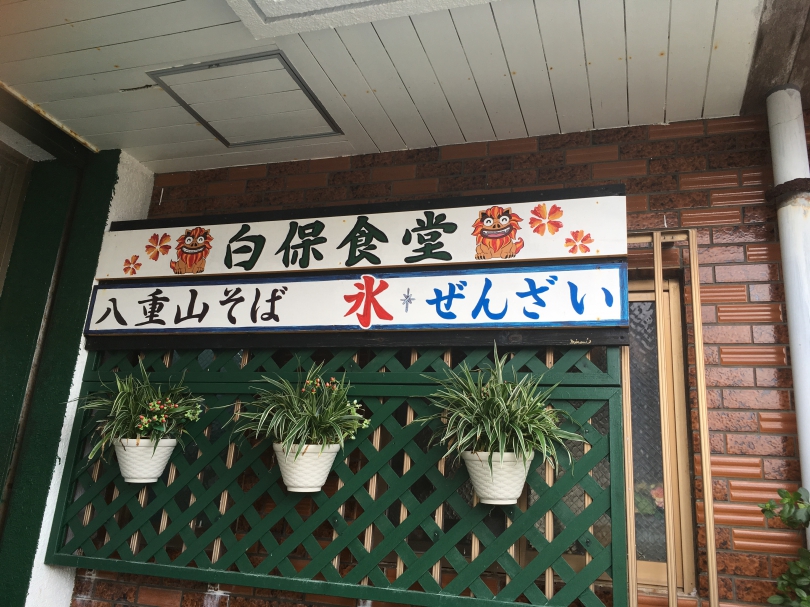 白保食堂
八重山そば 氷 ぜんざい